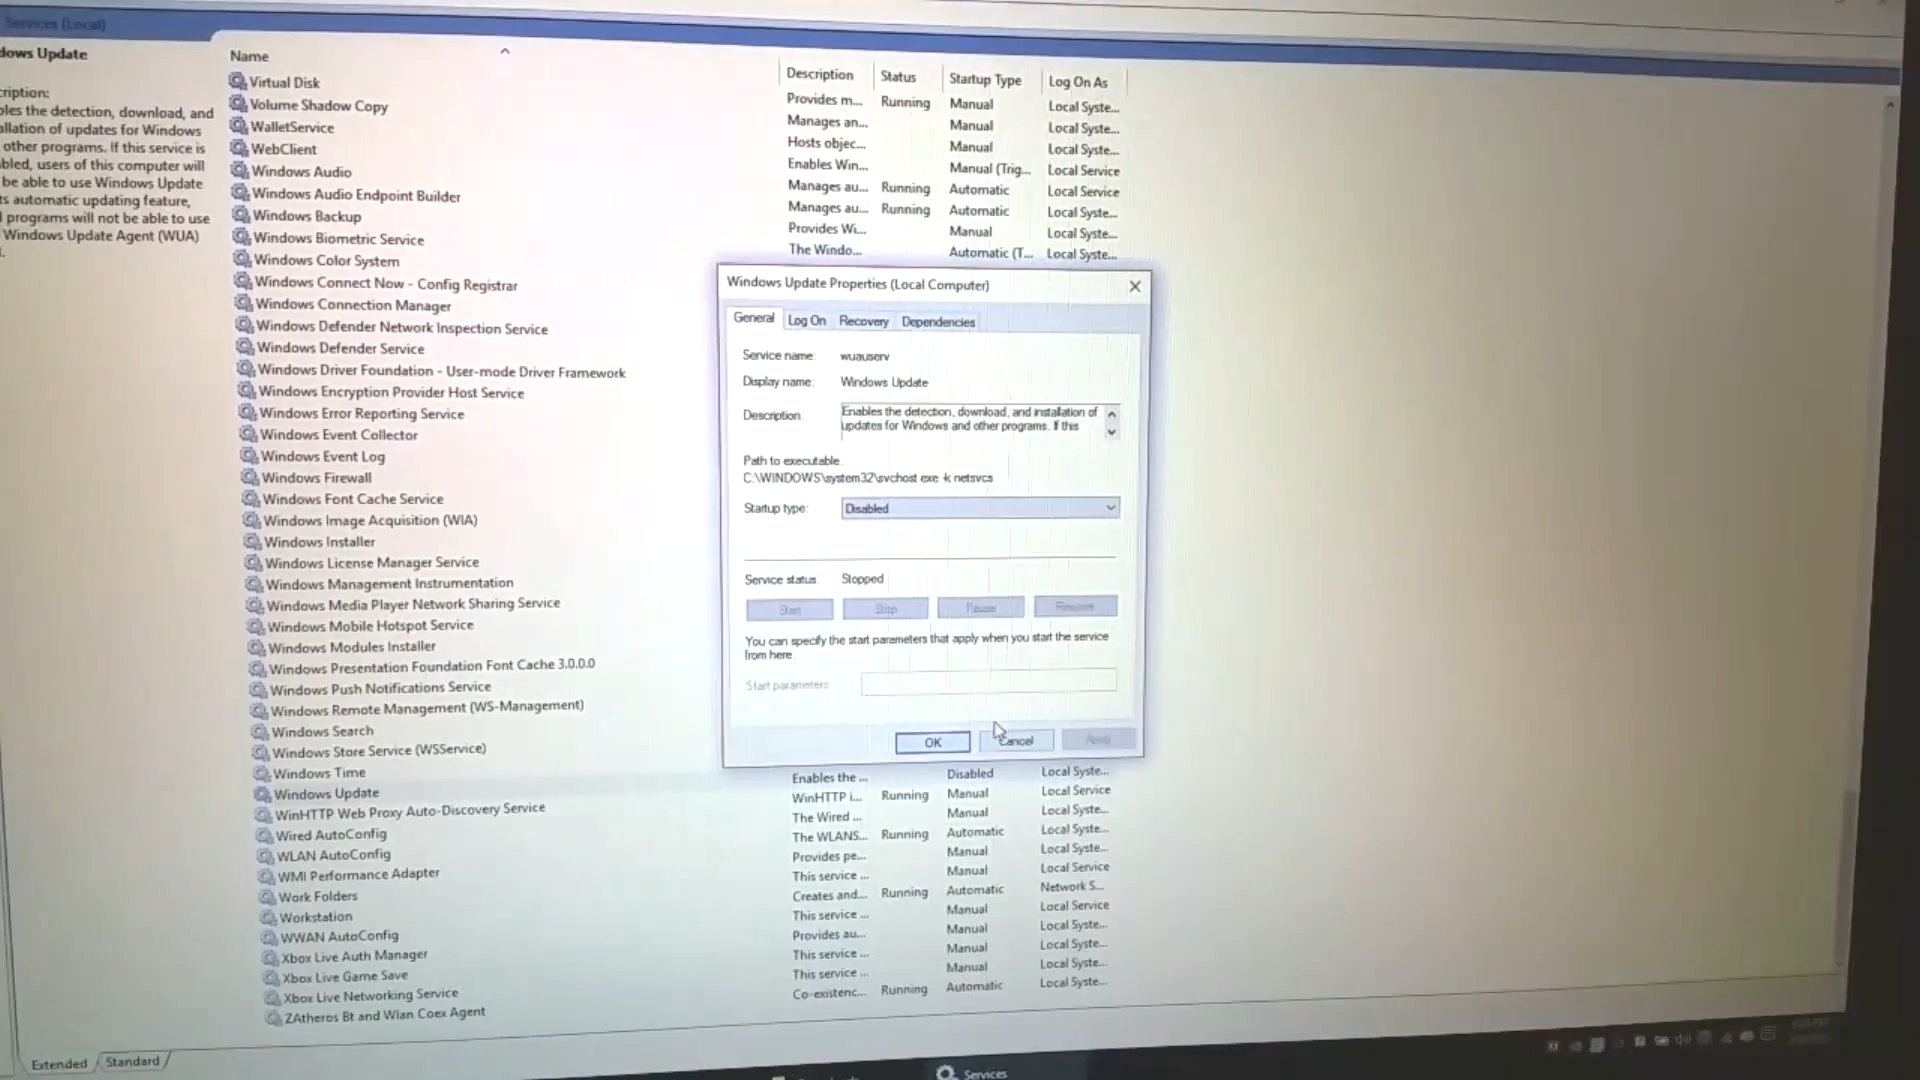 Services (Local)
dows Update
cription:
bles the detection, download, and
allation of updates for Windows
other programs. If this service is
bled, users of this computer will
be able to use Windows Update
ts automatic updating feature,
programs will not be able to use
Windows Update Agent (WUA)
Name
Description
Status
Startup Type
Log On As
Virtual Disk
Volume Shadow Copy
WalletService
WebClient
Windows Audio
Windows Audio Endpoint Builder
Windows Backup
Windows Biometric Service
Windows Color System
Windows Connect Now - Config Registrar
Windows Connection Manager
Windows Defender Network Inspection Service
Windows Defender Service
Windows Driver Foundation - User-mode Driver Framework
Windows Encryption Provider Host Service
Windows Error Reporting Service
Windows Event Collector
Windows Event Log
Windows Firewall
Windows Font Cache Service
Windows Image Acquisition (WIA)
Windows Installer
Windows License Manager Service
Windows Management Instrumentation
Windows Media Player Network Sharing Service
Windows Mobile Hotspot Service
Windows Modules Installer
Windows Presentation Foundation Font Cache 3.0.0.0
Windows Push Notifications Service
Windows Remote Management (WS-Management)
Windows Search
Windows Store Service (WSService)
Windows Time
Windows Update
WinHTTP Web Proxy Auto-Discovery Service
Wired AutoConfig
WLAN AutoConfig
WMI Performance Adapter
Work Folders
Workstation
WWAN AutoConfig
Xbox Live Auth Manager
Xbox Live Game Save
Xbox Live Networking Service
ZAtheros Bt and Wlan Coex Agent
Provides m... Running Manual Local Syste...
Manages an... Manual Local Syste...
Hosts objec... Manual Local Syste...
Enables Win... Manual (Trig... Local Service
Manages au... Running Automatic Local Service
Manages au... Running Automatic Local Syste...
Provides Wi... Manual Local Syste...
The Windo... Automatic (T... Local Syste...
Windows Update Properties (Local Computer)
General Log On Recovery Dependencies
Service name: wuauserv
Display name: Windows Update
Description: Enables the detection, download, and installation of
updates for Windows and other programs. If this
Path to executable:
C:\WINDOWS\system32\svchost.exe -k netsvcs
Startup type: Disabled
Service status: Stopped
Start Stop Pause Resume
You can specify the start parameters that apply when you start the service
from here.
Start parameters:
OK Cancel Apply
Enables the ... Disabled Local Syste...
WinHTTP i... Running Manual Local Service
The Wired ... Manual Local Syste...
The WLANS... Running Automatic Local Syste...
Provides pe... Manual Local Syste...
This service ... Manual Local Service
Creates and... Running Automatic Network S...
This service ... Manual Local Service
Provides au... Manual Local Syste...
This service ... Manual Local Syste...
This service ... Manual Local Syste...
Co-existenc... Running Automatic Local Syste...
Extended Standard
Services